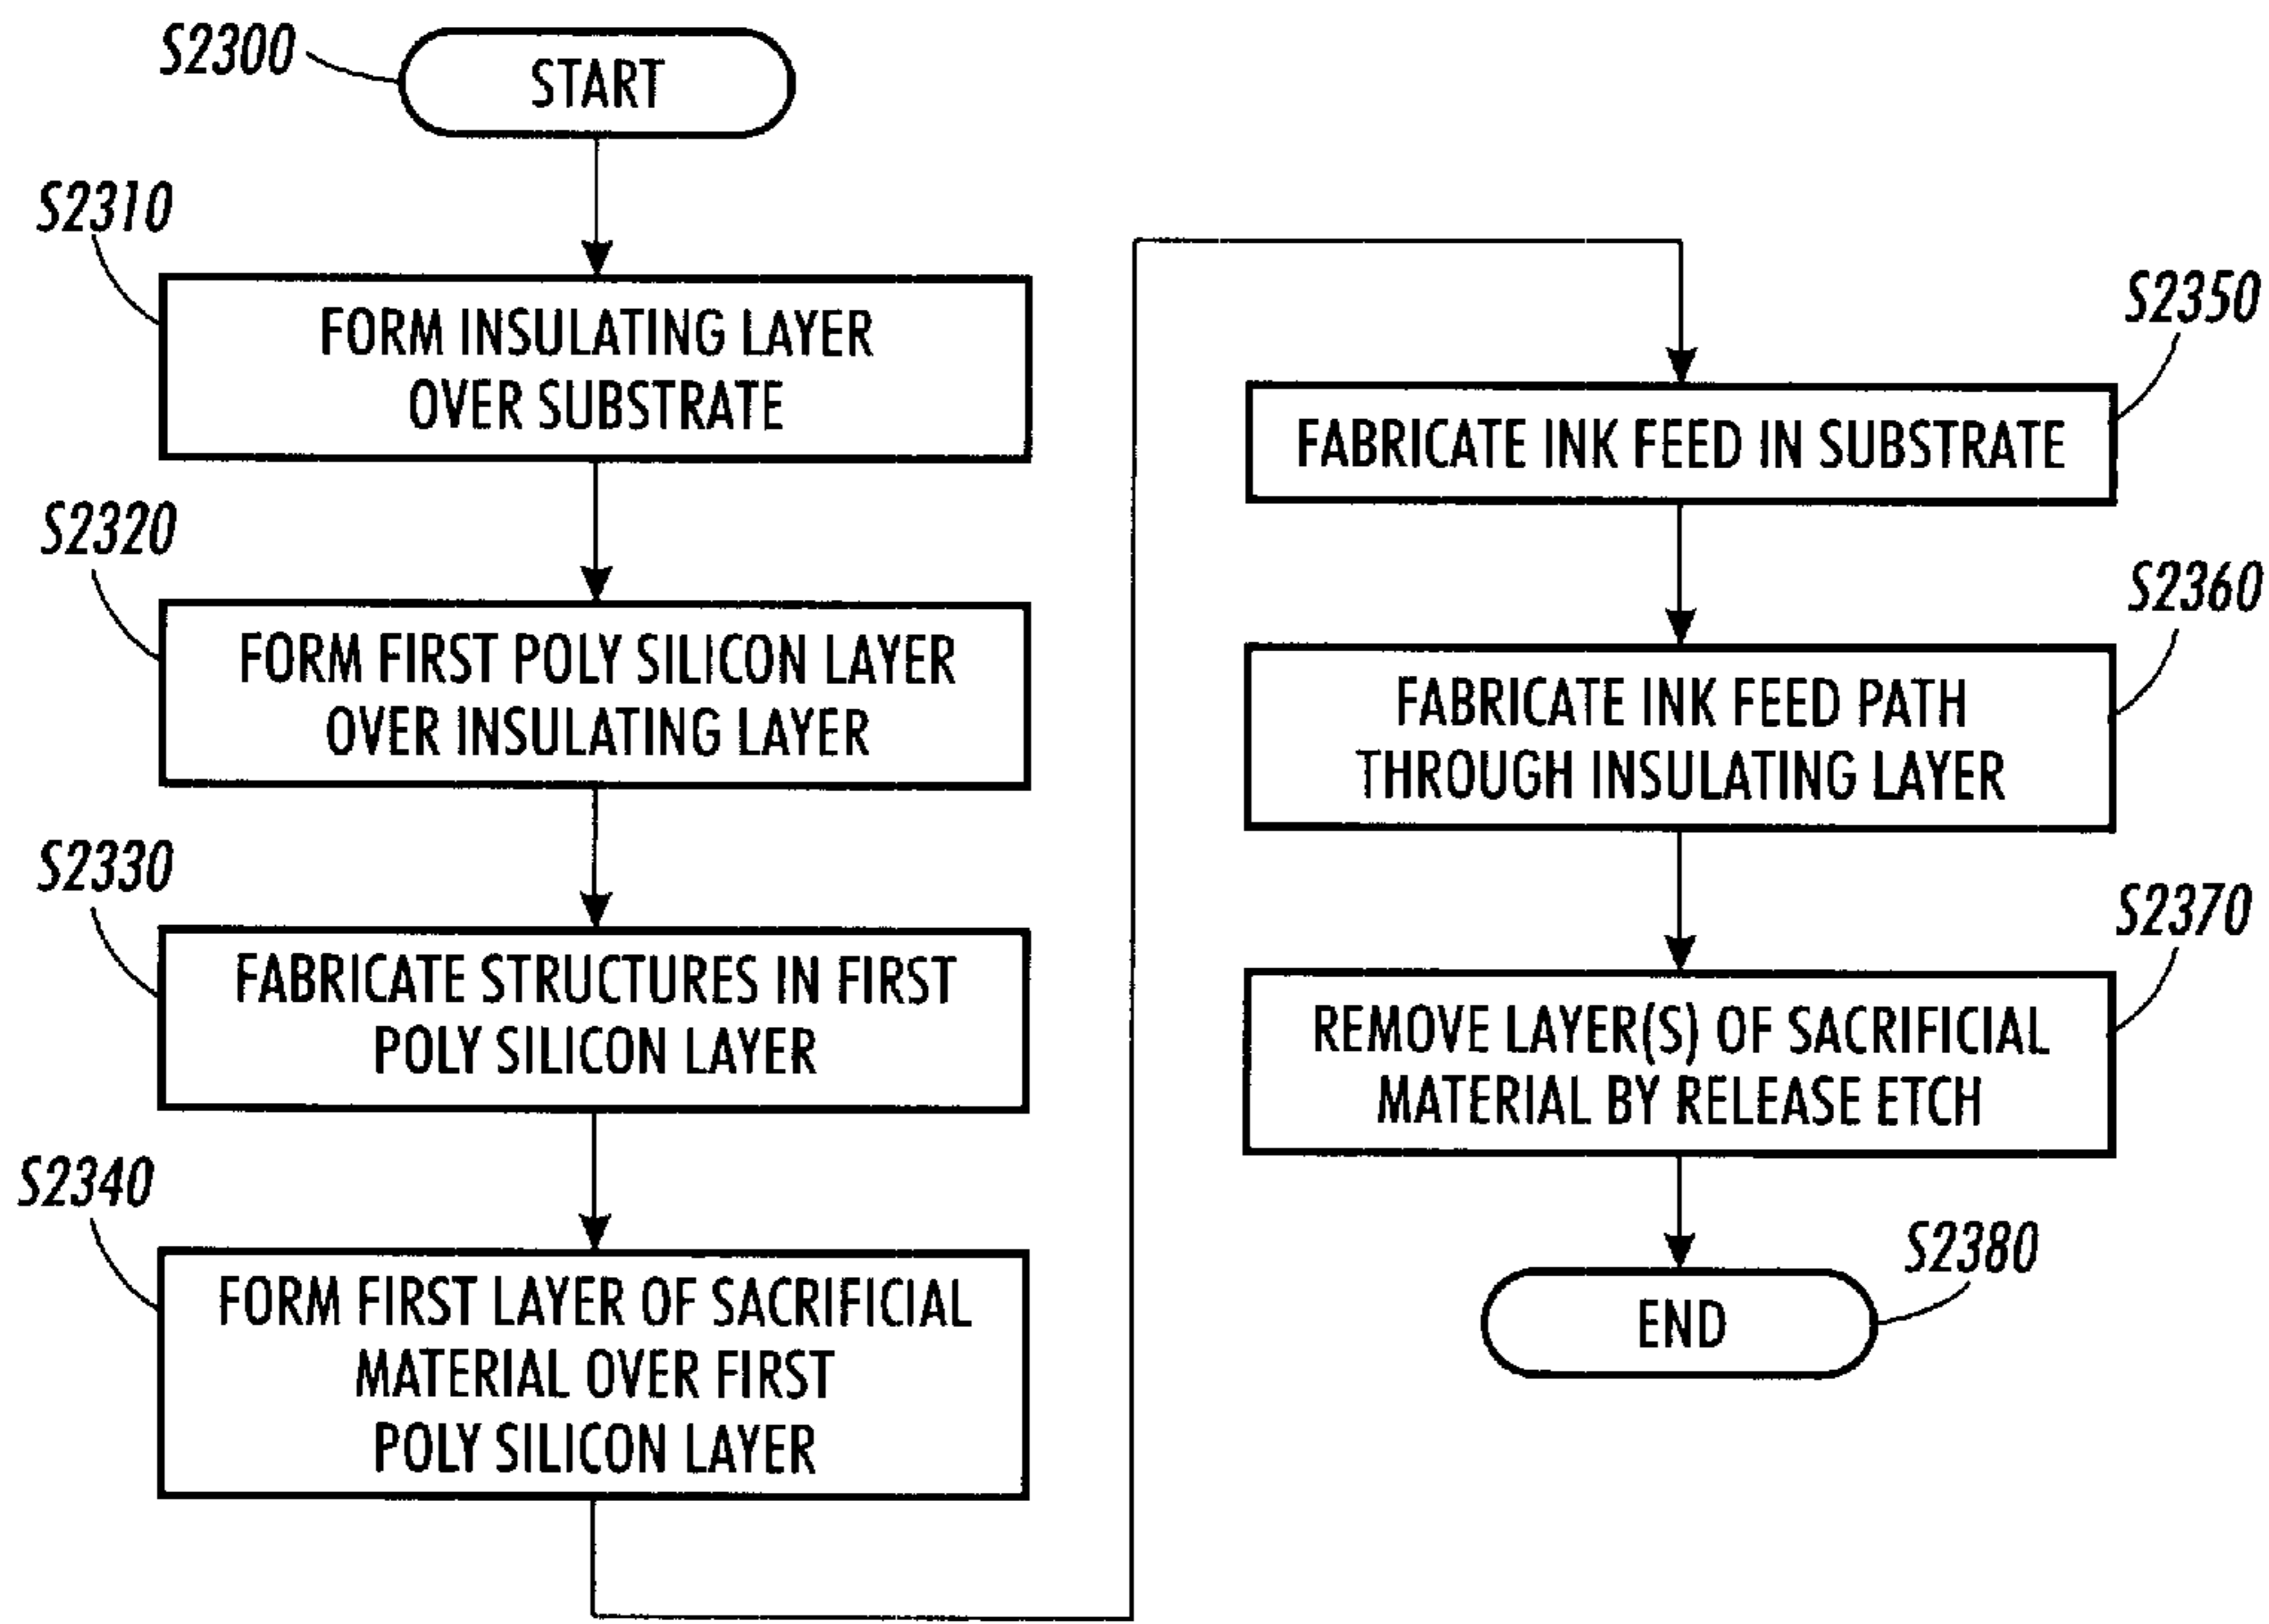 S2300
START
S2310
FORM INSULATING LAYER
OVER SUBSTRATE
S2320
FORM FIRST POLY SILICON LAYER
OVER INSULATING LAYER
S2330
FABRICATE STRUCTURES IN FIRST
POLY SILICON LAYER
S2340
FORM FIRST LAYER OF SACRIFICIAL
MATERIAL OVER FIRST
POLY SILICON LAYER
S2350
FABRICATE INK FEED IN SUBSTRATE
S2360
FABRICATE INK FEED PATH
THROUGH INSULATING LAYER
S2370
REMOVE LAYER(S) OF SACRIFICIAL
MATERIAL BY RELEASE ETCH
S2380
END